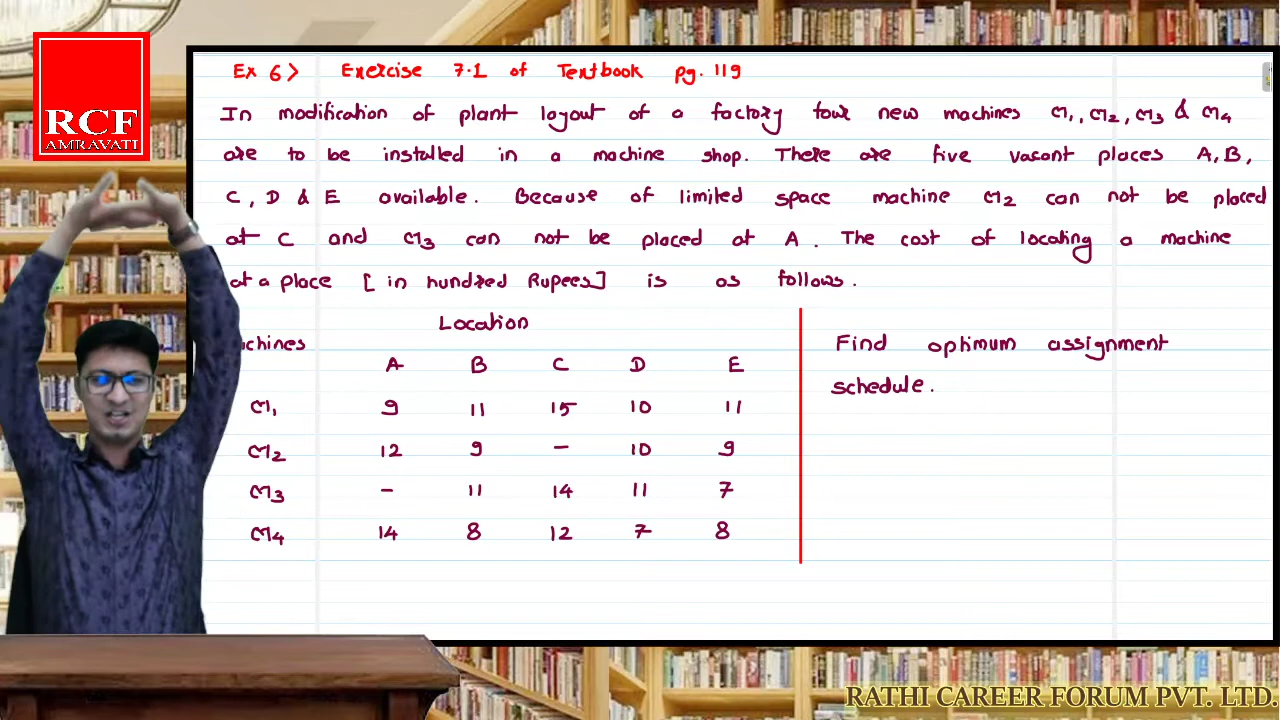 RCF
AMRAVATI
Ex 6> Exercise 7.1 of Textbook pg. 119
In modification of plant layout of a factory four new machines M1, M2, M3 & M4
are to be installed in a machine shop. There are five vacant places A, B,
C, D & E available. Because of limited space machine M2 can not be placed
at C and M3 can not be placed at A. The cost of locating a machine
at a place [in hundred Rupees] is as follows.
Location
chines
A B C D E
M1 9 11 15 10 11
M2 12 9 - 10 9
M3 - 11 14 11 7
M4 14 8 12 7 8
Find optimum assignment
schedule.
RATHI CAREER FORUM PVT. LTD.